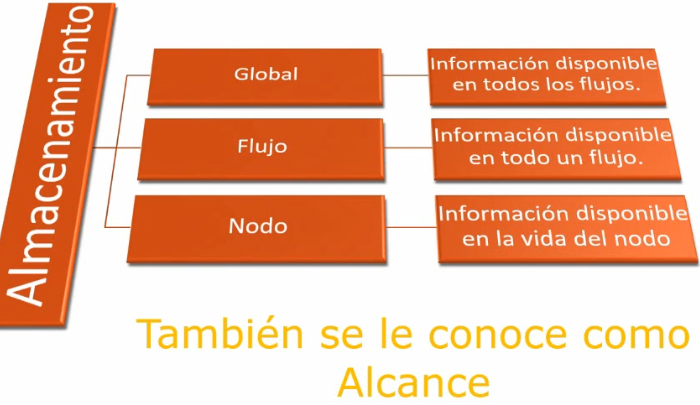 Almacenamiento
Global
Información disponible
en todos los flujos.
Flujo
Información disponible
en todo un flujo.
Nodo
Información disponible
en la vida del nodo
También se le conoce como
Alcance